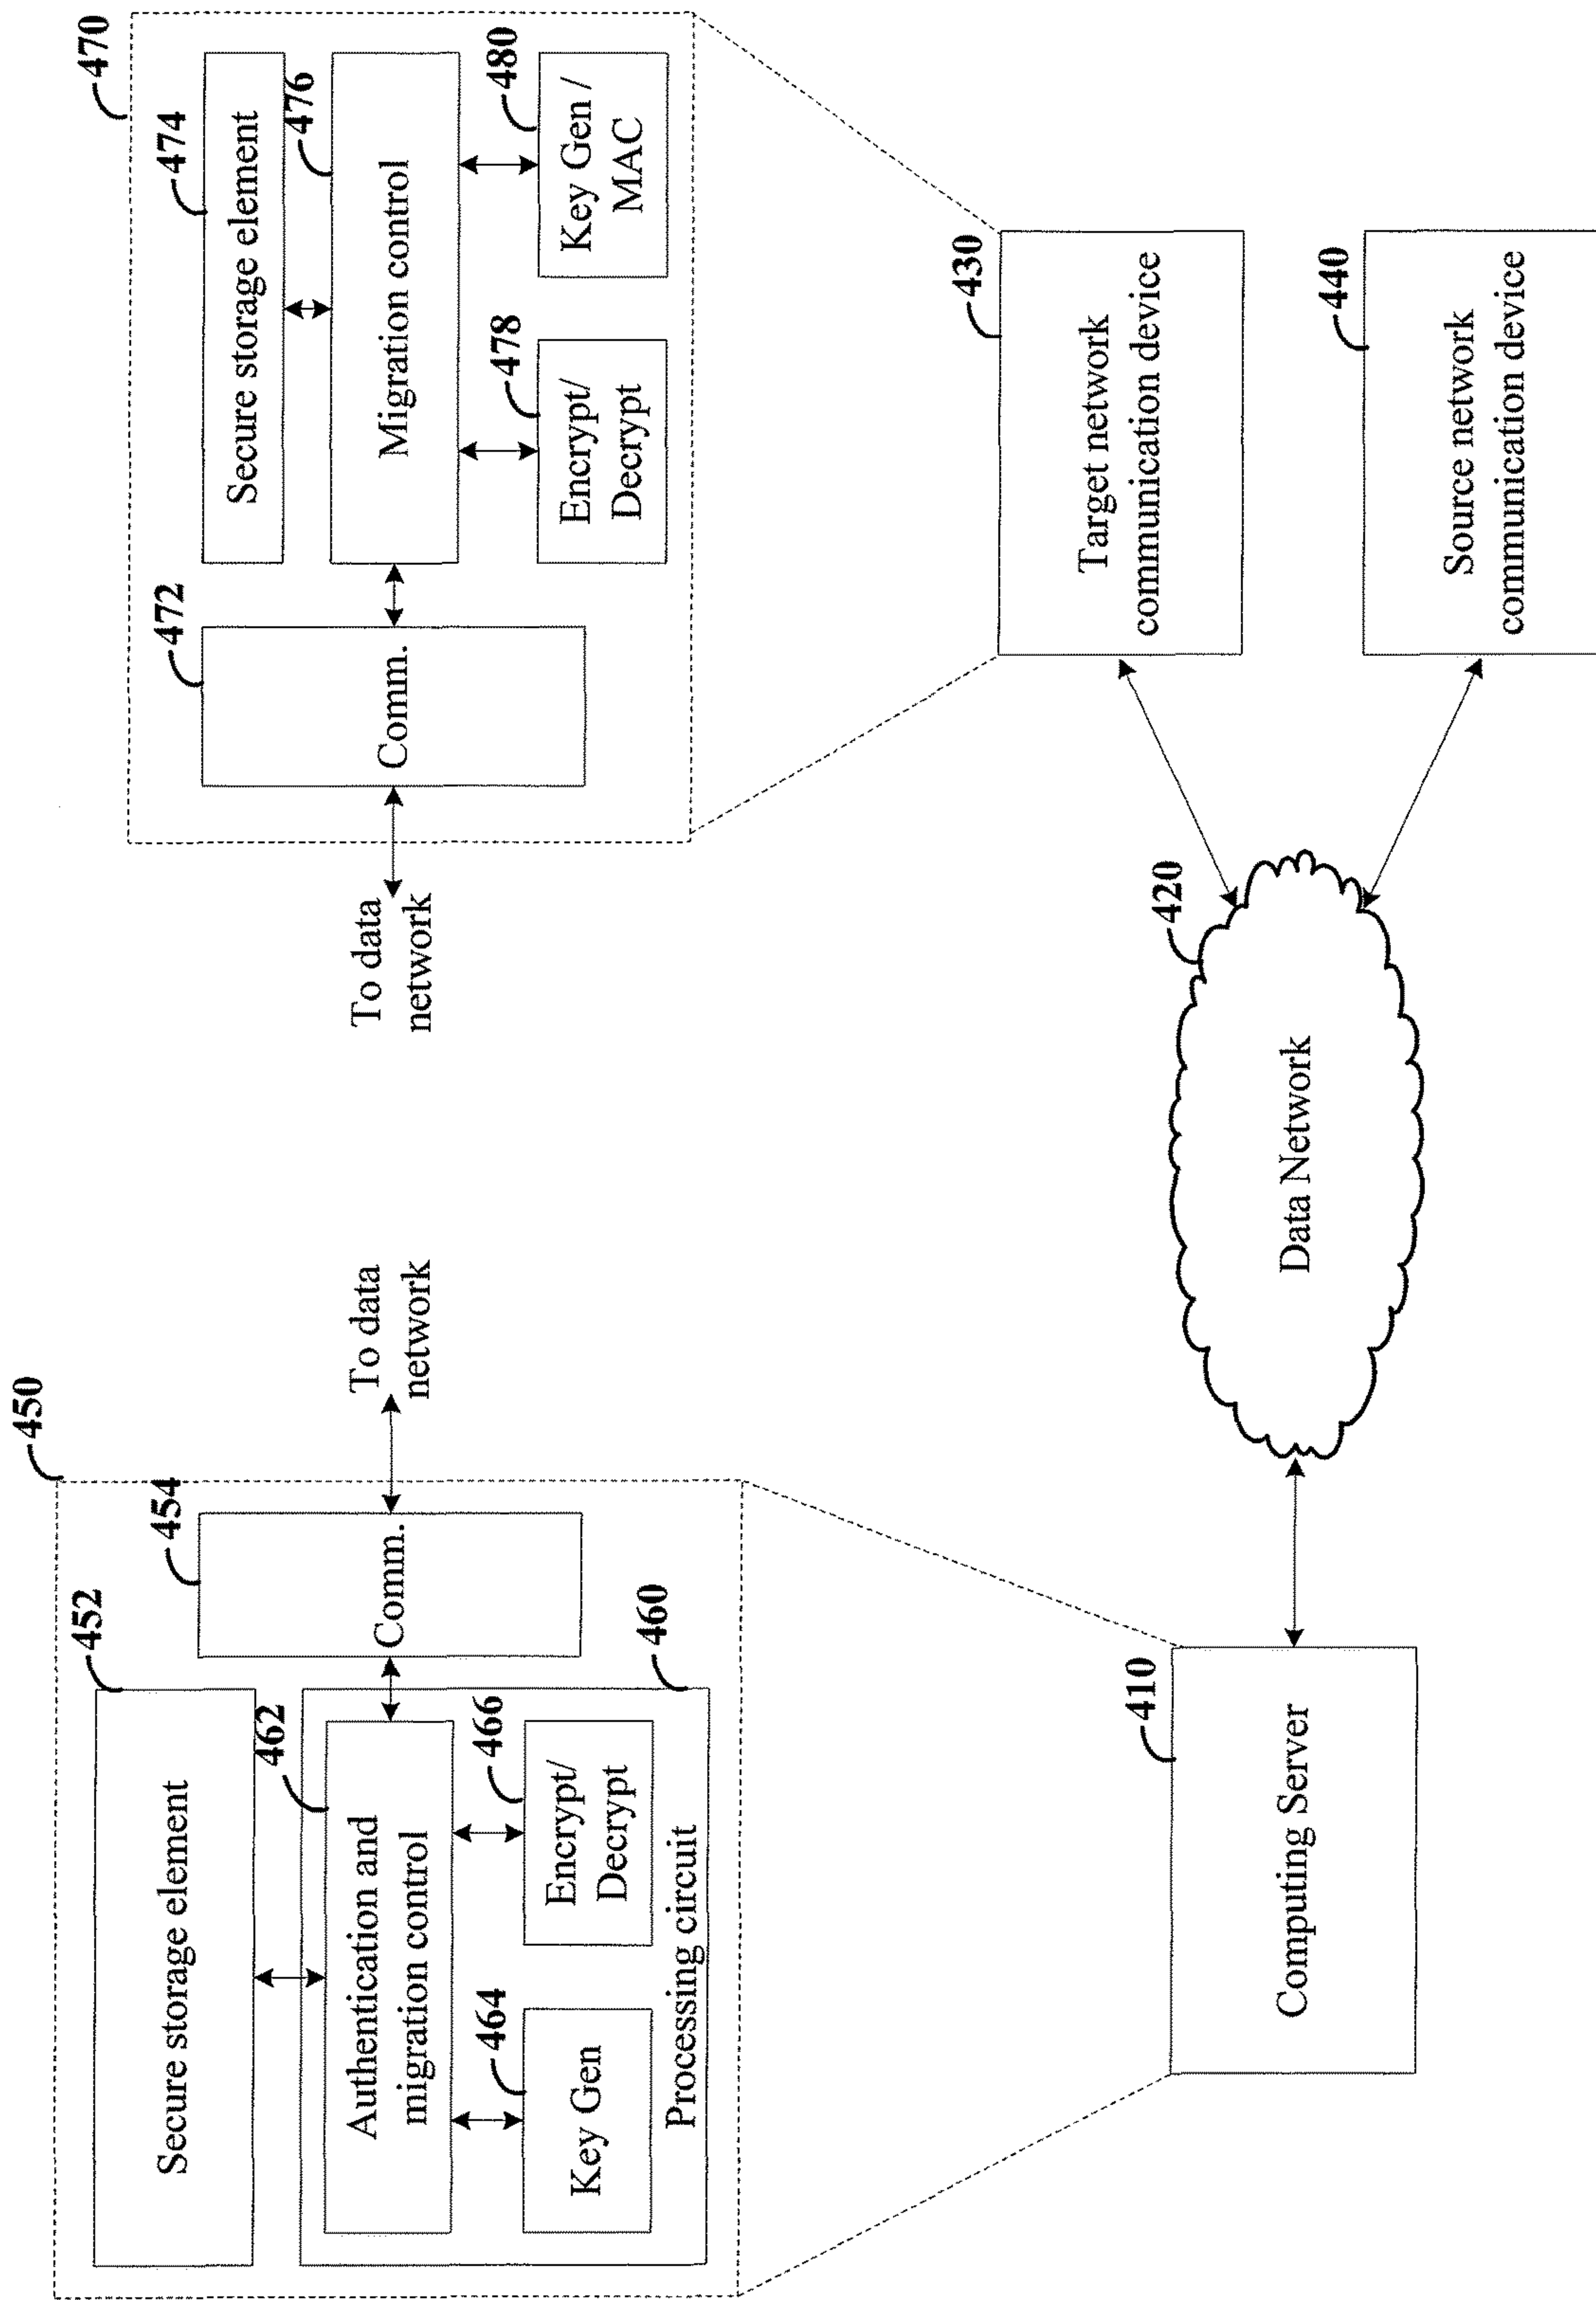 450
452
Secure storage element
454
Comm.
To data
network
462
Authentication and
migration control
464
Key Gen
466
Encrypt/
Decrypt
460
Processing circuit
470
To data
network
472
Comm.
474
Secure storage element
476
Migration control
478
Encrypt/
Decrypt
480
Key Gen /
MAC
410
Computing Server
420
Data Network
430
Target network
communication device
440
Source network
communication device